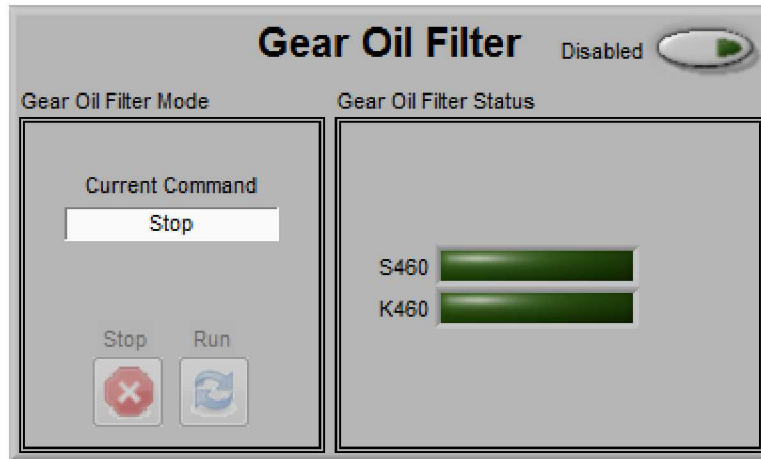 Gear Oil Filter
Disabled
Gear Oil Filter Mode
Gear Oil Filter Status
Current Command
Stop
S460
K460
Stop
Run